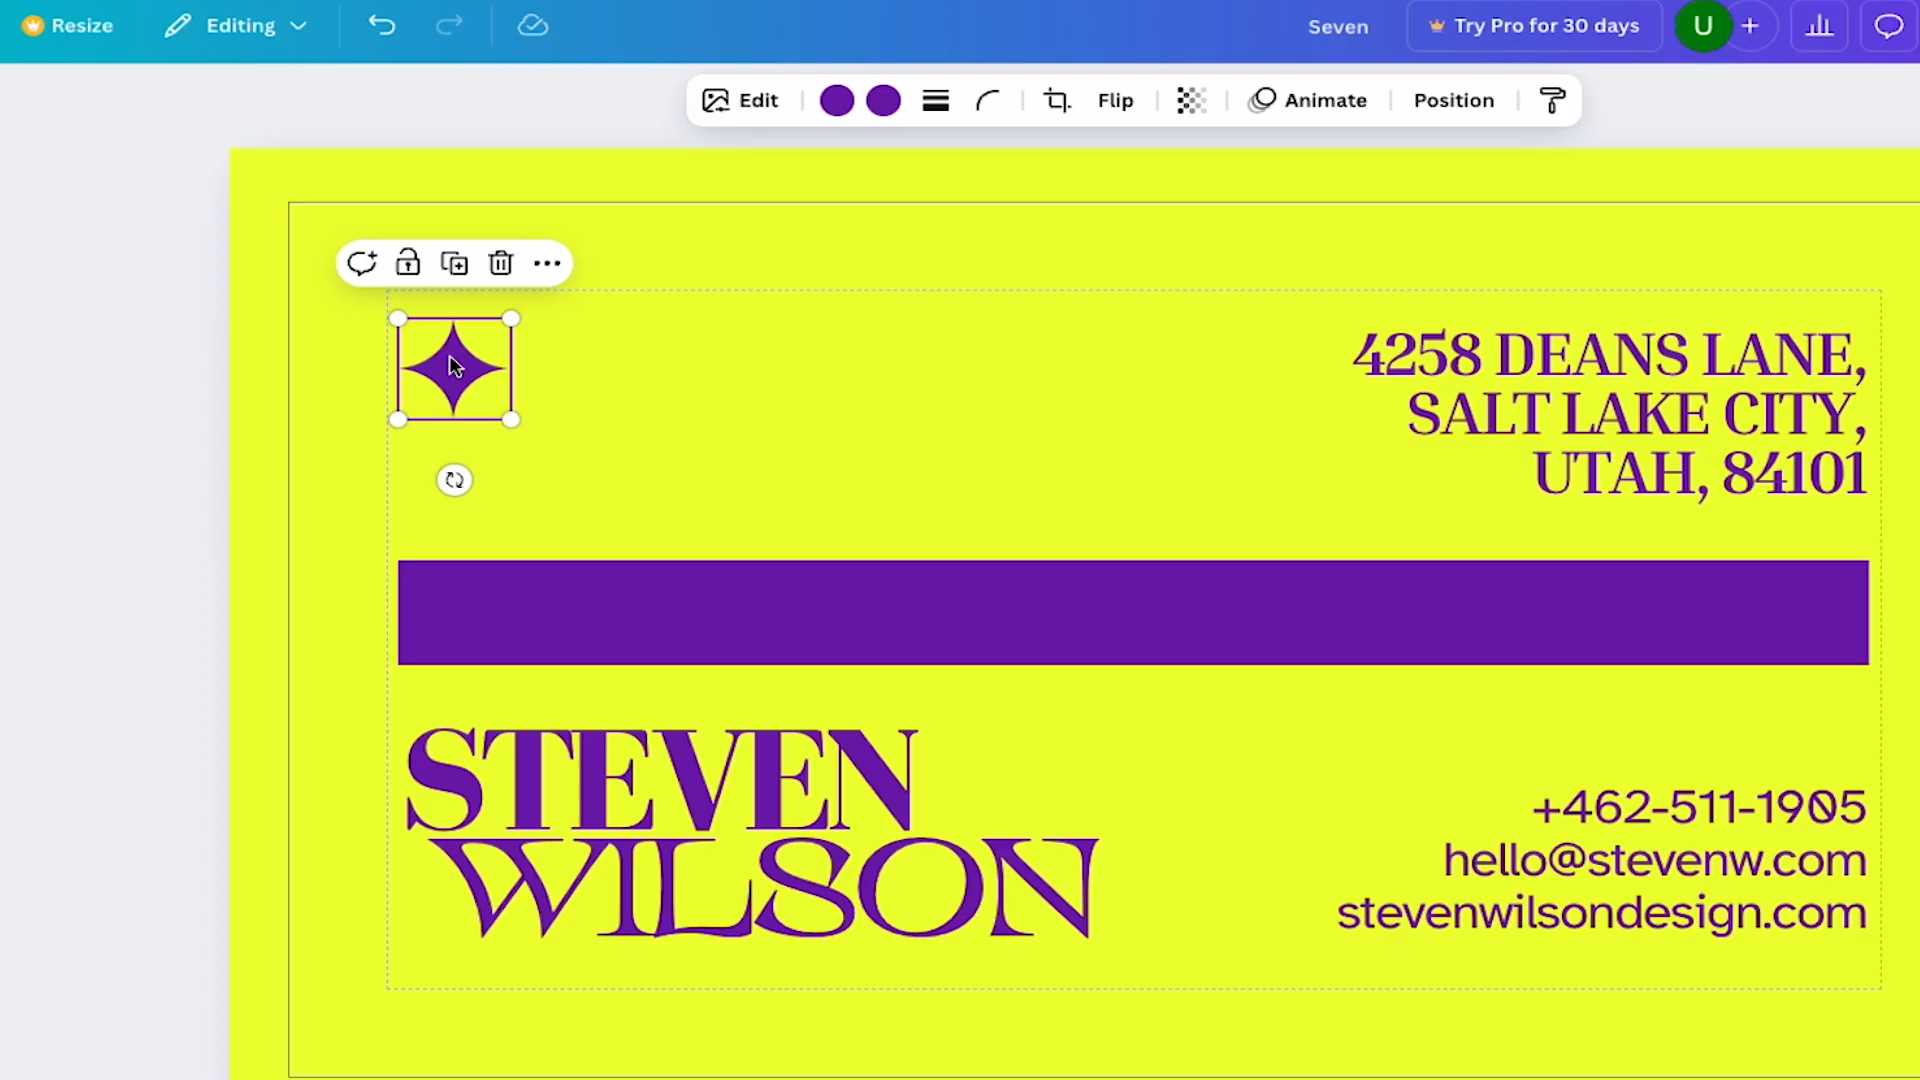 Resize
Editing
Seven
Try Pro for 30 days
U
Edit
Flip
Animate
Position
4258 DEANS LANE,
SALT LAKE CITY,
UTAH, 84101
STEVEN
WILSON
+462-511-1905
hello@stevenw.com
stevenwilsondesign.com